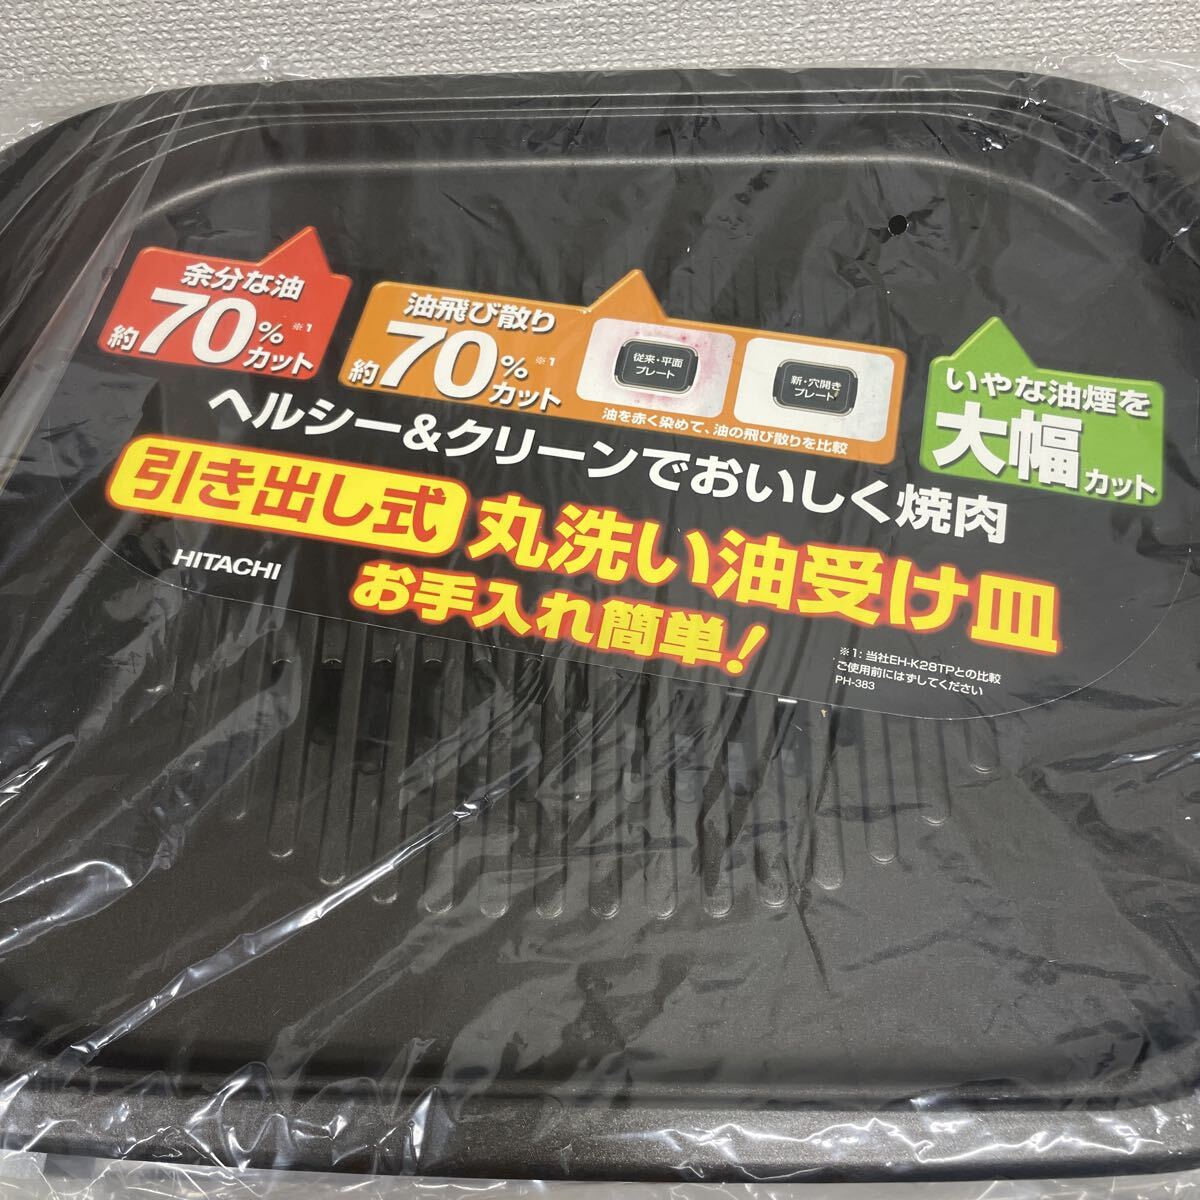 余分な油
約70%※1カット
油飛び散り
約70%※1カット
従来・平面
プレート
新・穴開き
プレート
油を赤く染めて、油の飛び散りを比較
いやな油煙を
大幅カット
ヘルシー&クリーンでおいしく焼肉
引き出し式 丸洗い油受け皿
お手入れ簡単!
HITACHI
※1:当社EH-K28TPとの比較
ご使用前にはずしてください
PH-383